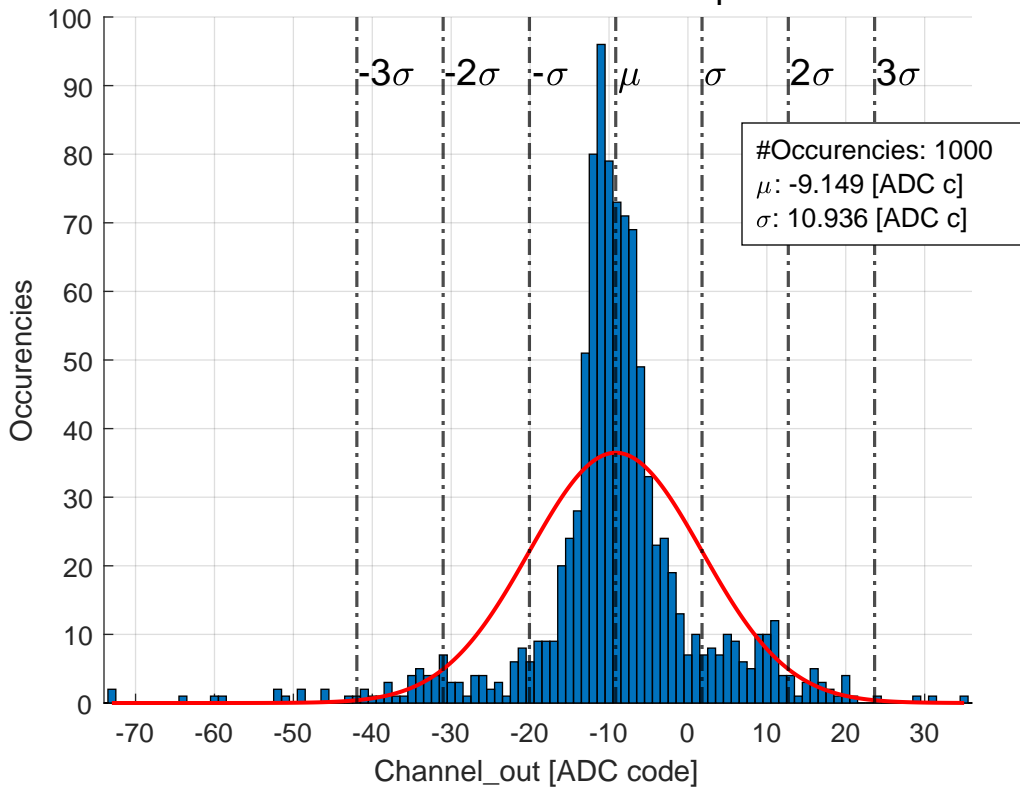 100
90
80
70
60
50
40
30
20
10
0
Occurencies
-3σ
-2σ
-σ
μ
σ
2σ
3σ
#Occurencies: 1000
μ: -9.149 [ADC c]
σ: 10.936 [ADC c]
-70
-60
-50
-40
-30
-20
-10
0
10
20
30
Channel_out [ADC code]